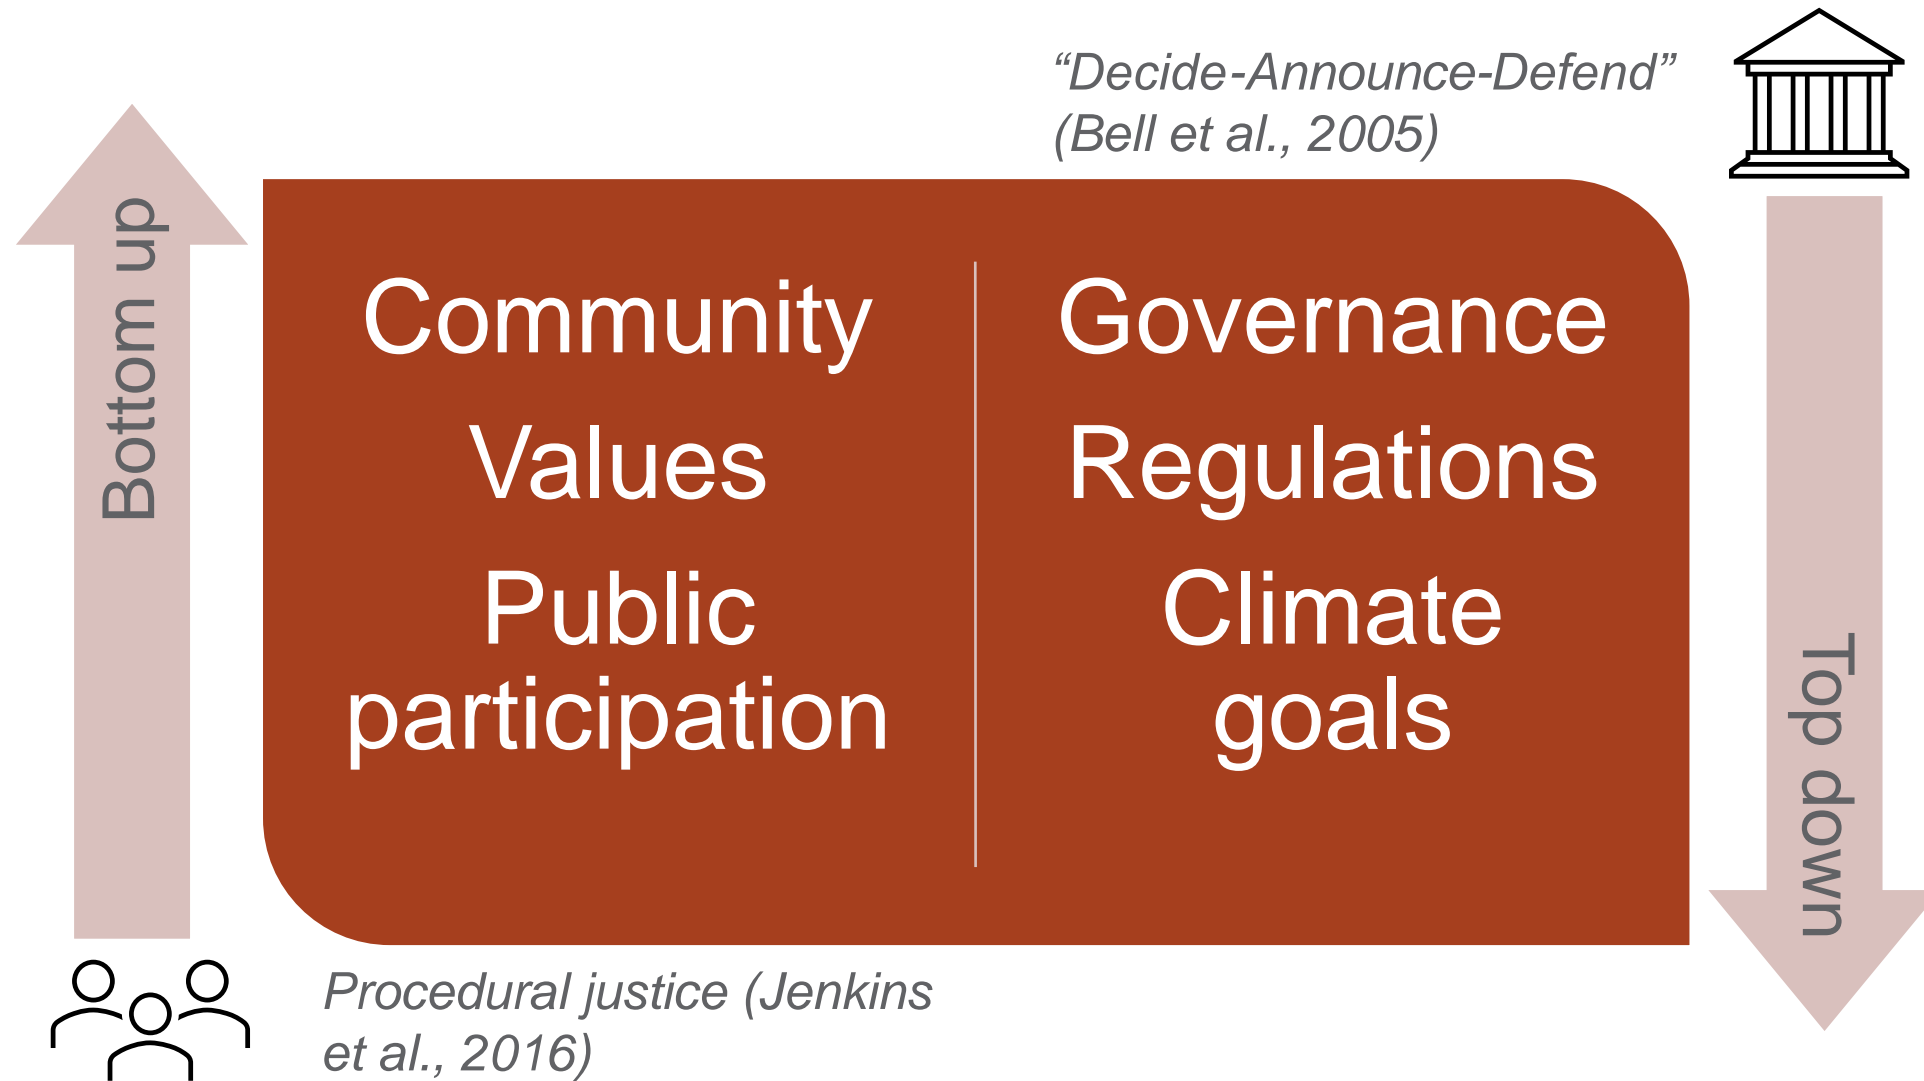 “Decide-Announce-Defend”
(Bell et al., 2005)
Bottom up
Community
Values
Public
participation
Governance
Regulations
Climate
goals
Top down
Procedural justice (Jenkins
et al., 2016)